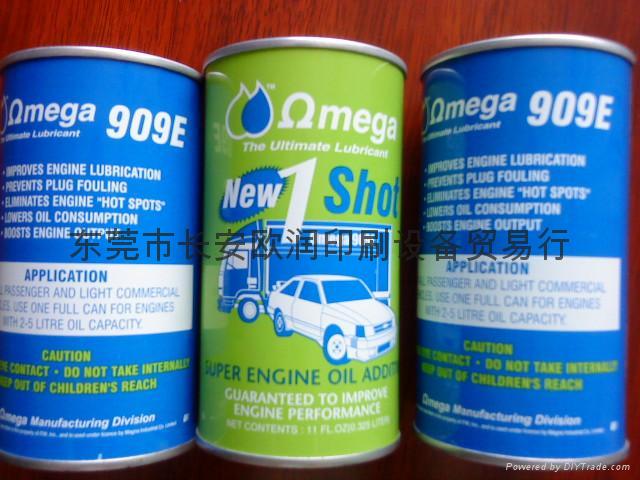 Ωmega 909E
The Ultimate Lubricant
• IMPROVES ENGINE LUBRICATION
• PREVENTS PLUG FOULING
• ELIMINATES ENGINE "HOT SPOTS"
• LOWERS OIL CONSUMPTION
• BOOSTS ENGINE
APPLICATION
PASSENGER AND LIGHT COMMERCIAL
USE ONE FULL CAN FOR ENGINES
WITH 2-5 LITRE OIL CAPACITY.
CAUTION
CONTACT • DO NOT TAKE INTERNALLY
KEEP OUT OF CHILDREN'S REACH
Ωmega Manufacturing Division
TM
Ωmega
The Ultimate Lubricant
New 1 Shot
SUPER ENGINE OIL ADDIT
GUARANTEED TO IMPROVE
ENGINE PERFORMANCE
NET CONTENTS : 11 FL.OZ(0.325 LITER)
Ωmega 909E
The Ultimate Lubricant
• IMPROVES ENGINE LUBRICATION
• PREVENTS PLUG FOULING
• ELIMINATES ENGINE "HOT SPOTS"
• LOWERS OIL CONSUMPTION
• BOOSTS ENGINE OUTPUT
APPLICATION
ALL PASSENGER AND LIGHT COMMERCIAL
USE ONE FULL CAN FOR ENGINES
WITH 2-5 LITRE OIL CAPACITY.
CAUTION
EYE CONTACT • DO NOT TAKE INTERNALLY
KEEP OUT OF CHILDREN'S REACH
Ωmega Manufacturing Division
东莞市长安欧润印刷设备贸易行
Powered by DIYTrade.com